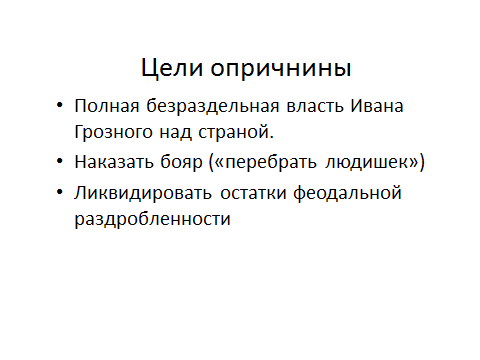 Цели опричнины
• Полная безраздельная власть Ивана
Грозного над страной.
• Наказать бояр («перебрать людишек»)
• Ликвидировать остатки феодальной
раздробленности